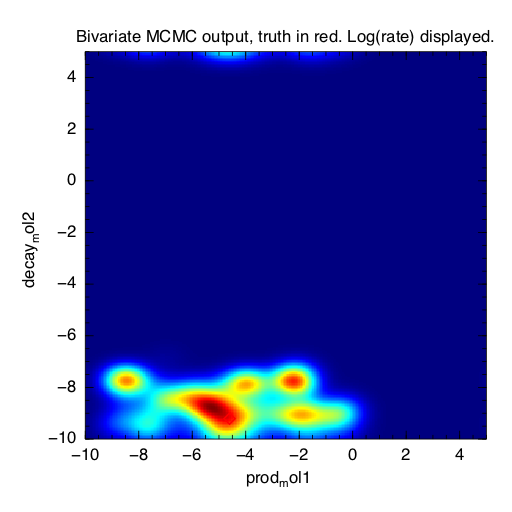 Bivariate MCMC output, truth in red. Log(rate) displayed.
4
2
0
−2
−4
−6
−8
−10
decay_mol2
−10 −8 −6 −4 −2 0 2 4
prod_mol1